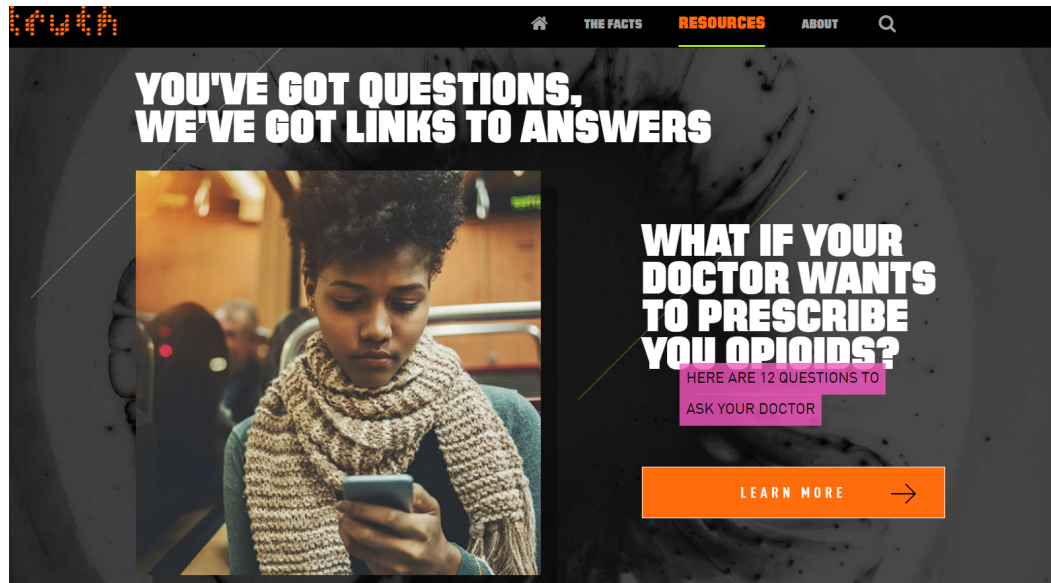 truth
THE FACTS
RESOURCES
ABOUT
YOU'VE GOT QUESTIONS,
WE'VE GOT LINKS TO ANSWERS
WHAT IF YOUR
DOCTOR WANTS
TO PRESCRIBE
YOU OPIOIDS?
HERE ARE 12 QUESTIONS TO
ASK YOUR DOCTOR
LEARN MORE